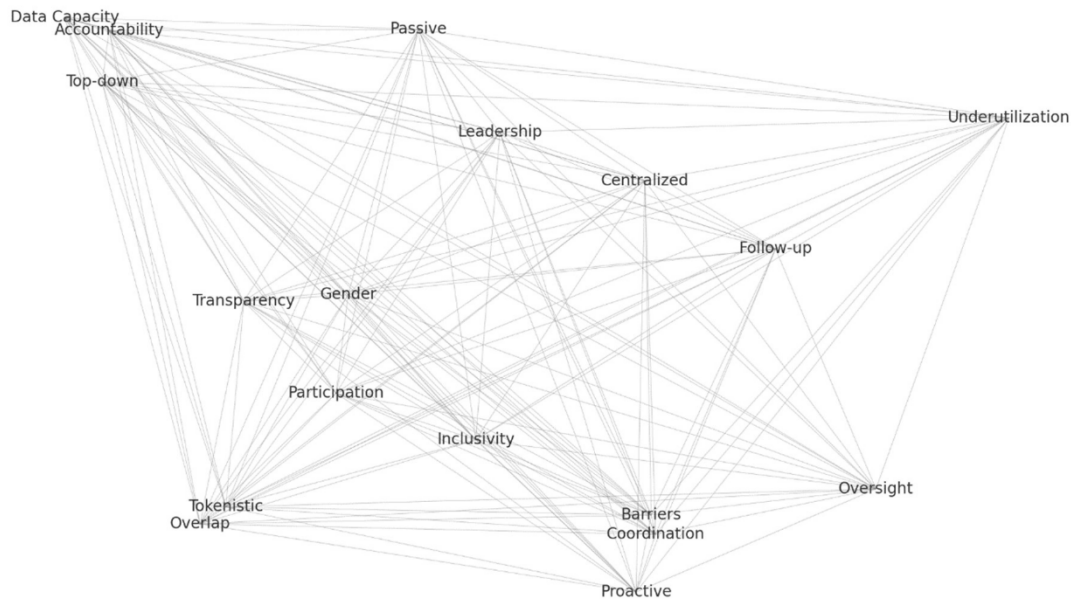 Data Capacity
Accountability
Passive
Top-down
Underutilization
Leadership
Centralized
Follow-up
Gender
Transparency
Participation
Inclusivity
Oversight
Tokenistic
Barriers
Overlap
Coordination
Proactive